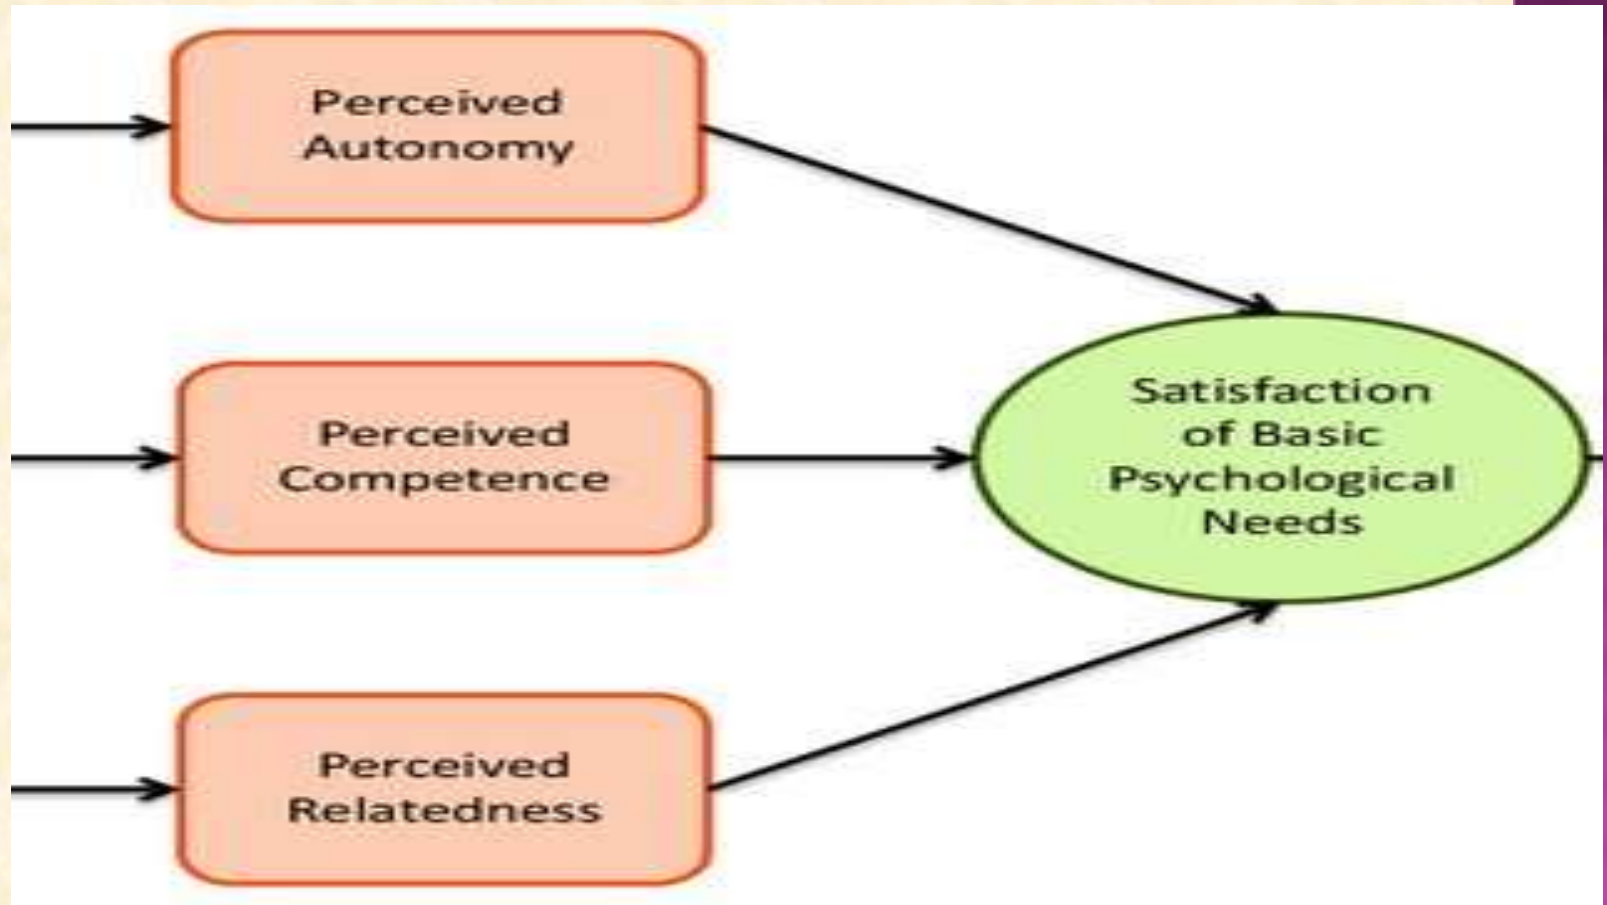 Perceived
Autonomy
Perceived
Competence
Satisfaction
of Basic
Psychological
Needs
Perceived
Relatedness